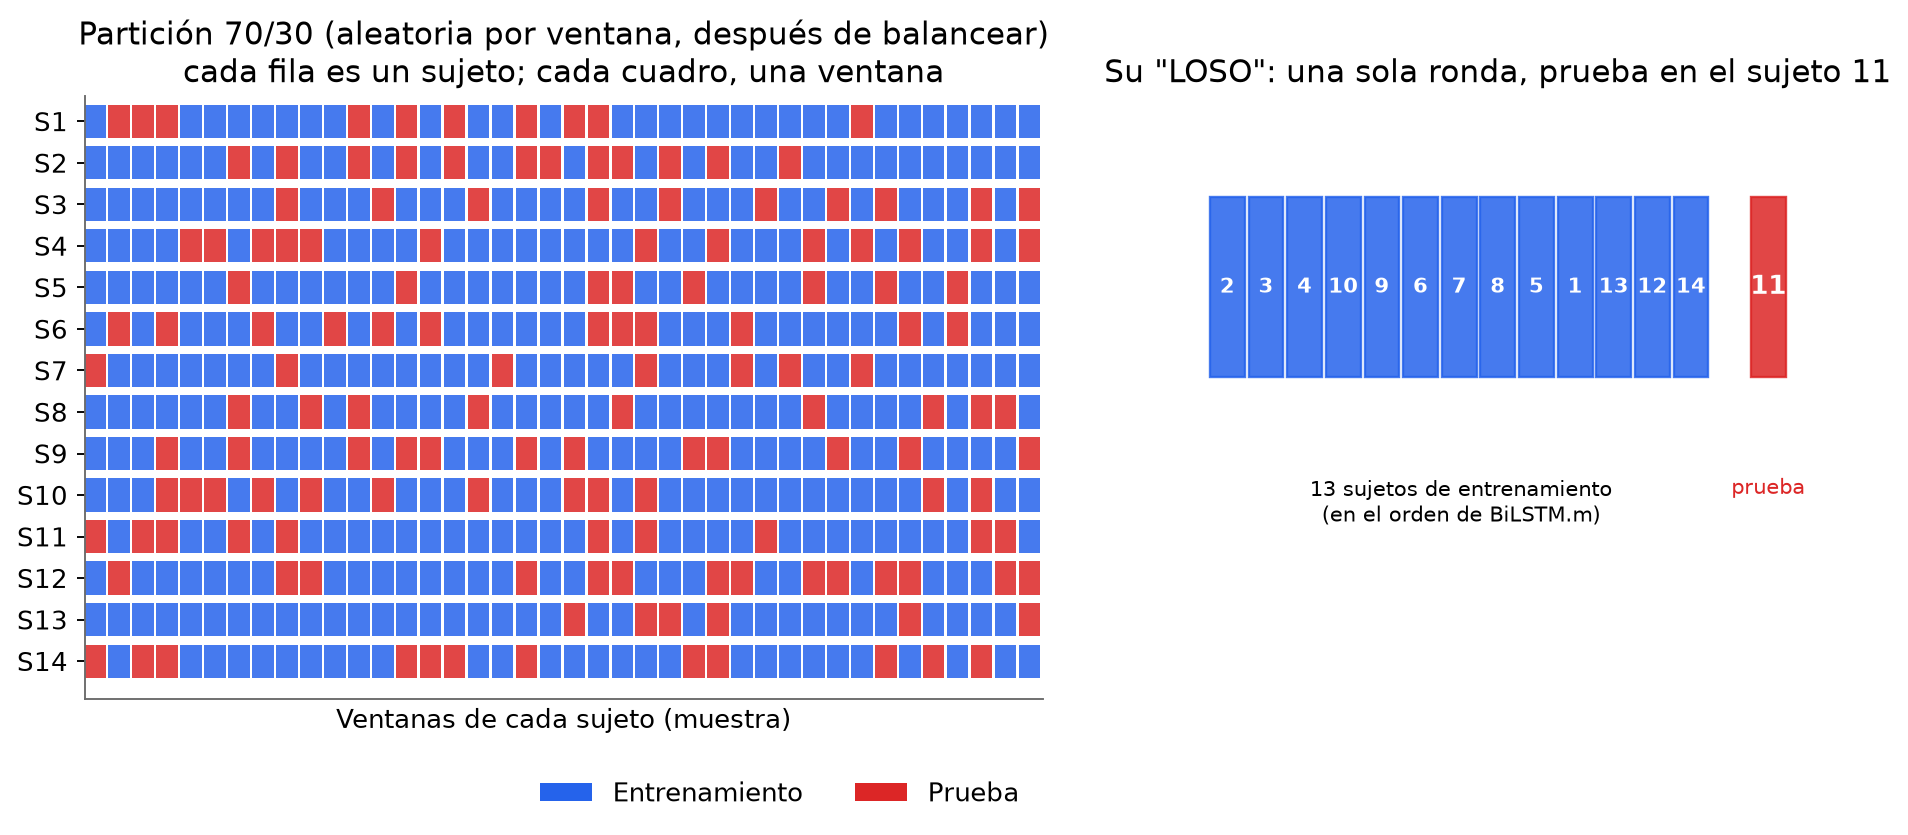 Partición 70/30 (aleatoria por ventana, después de balancear)
cada fila es un sujeto; cada cuadro, una ventana
S1
S2
S3
S4
S5
S6
S7
S8
S9
S10
S11
S12
S13
S14
Ventanas de cada sujeto (muestra)
Entrenamiento
Prueba
Su "LOSO": una sola ronda, prueba en el sujeto 11
2 3 4 10 9 6 7 8 5 1 13 12 14 11
13 sujetos de entrenamiento
(en el orden de BiLSTM.m)
prueba